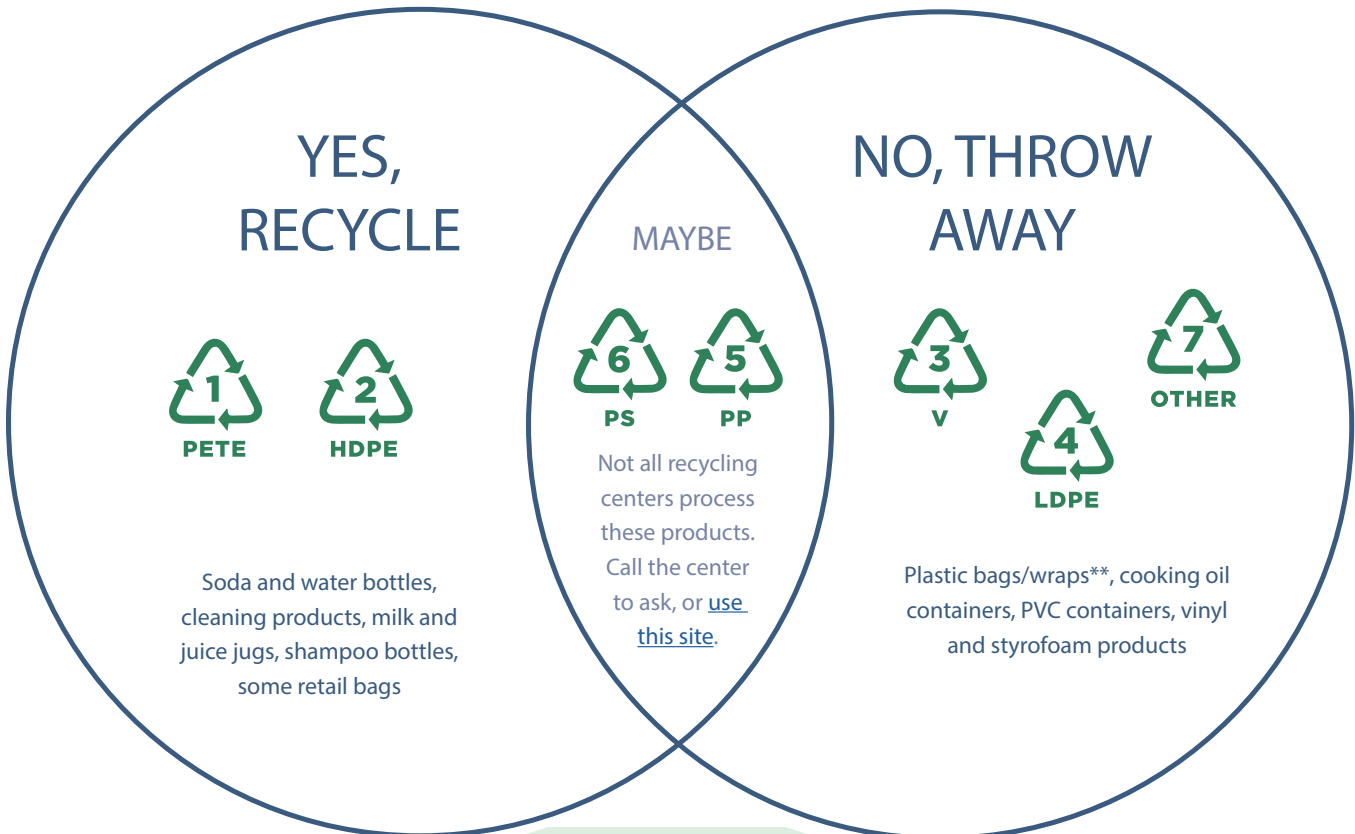 YES,
RECYCLE
1
PETE
2
HDPE
Soda and water bottles,
cleaning products, milk and
juice jugs, shampoo bottles,
some retail bags
MAYBE
6
PS
5
PP
Not all recycling
centers process
these products.
Call the center
to ask, or use
this site.
NO, THROW
AWAY
3
V
4
LDPE
7
OTHER
Plastic bags/wraps**, cooking oil
containers, PVC containers, vinyl
and styrofoam products